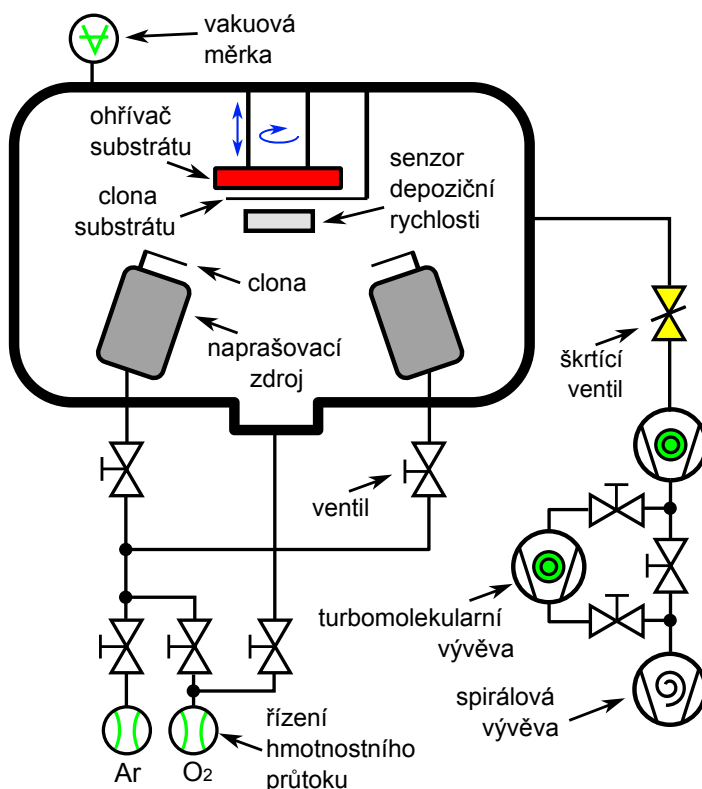 vakuová
měrka
ohřívač
substrátu
senzor
depoziční
rychlosti
clona
substrátu
clona
naprašovací
zdroj
škrtící
ventil
ventil
turbomolekularní
vývěva
spirálová
vývěva
řízení
hmotnostního
průtoku
Ar
O2